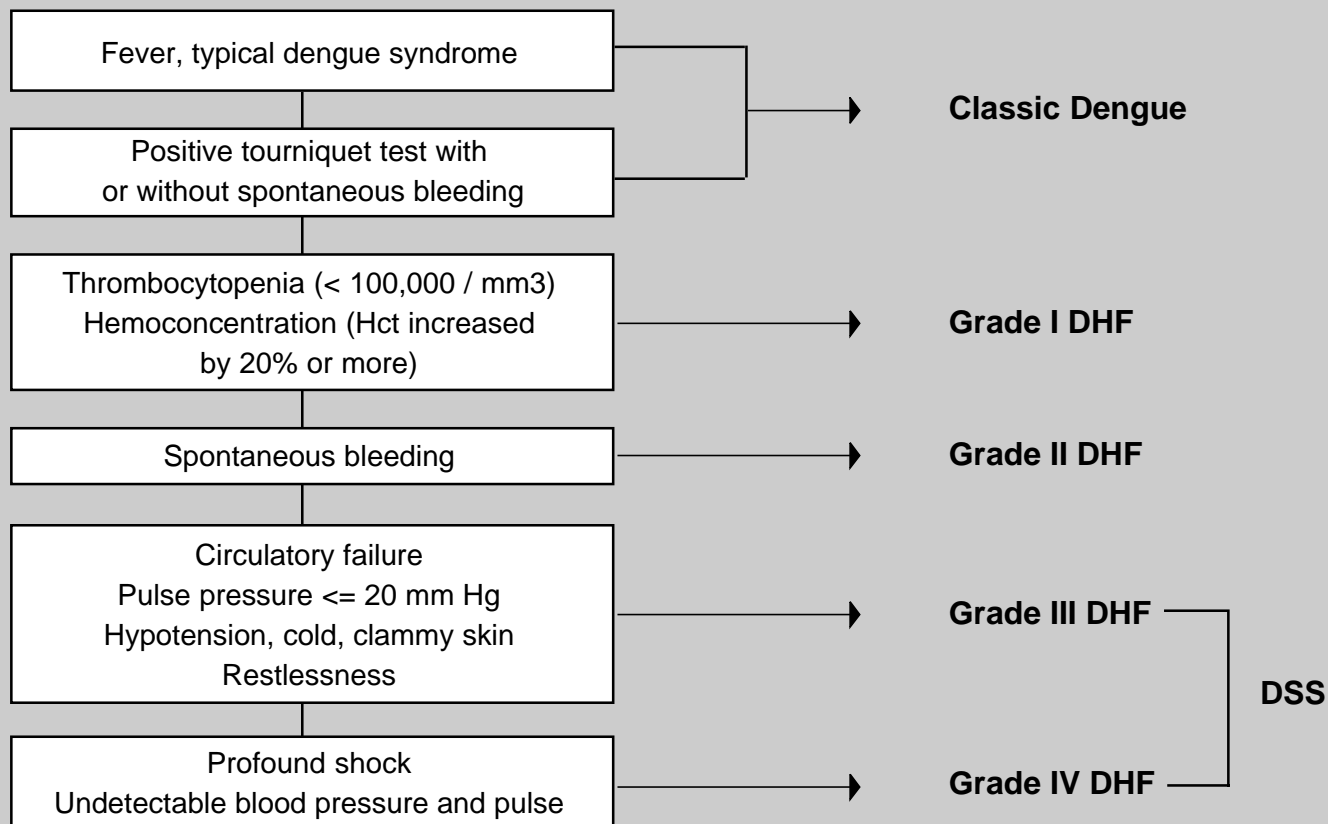 Fever, typical dengue syndrome
Classic Dengue
Positive tourniquet test with
or without spontaneous bleeding
Thrombocytopenia (< 100,000 / mm3)
Hemoconcentration (Hct increased
by 20% or more)
Grade I DHF
Spontaneous bleeding
Grade II DHF
Circulatory failure
Pulse pressure <= 20 mm Hg
Hypotension, cold, clammy skin
Restlessness
Grade III DHF
DSS
Profound shock
Undetectable blood pressure and pulse
Grade IV DHF